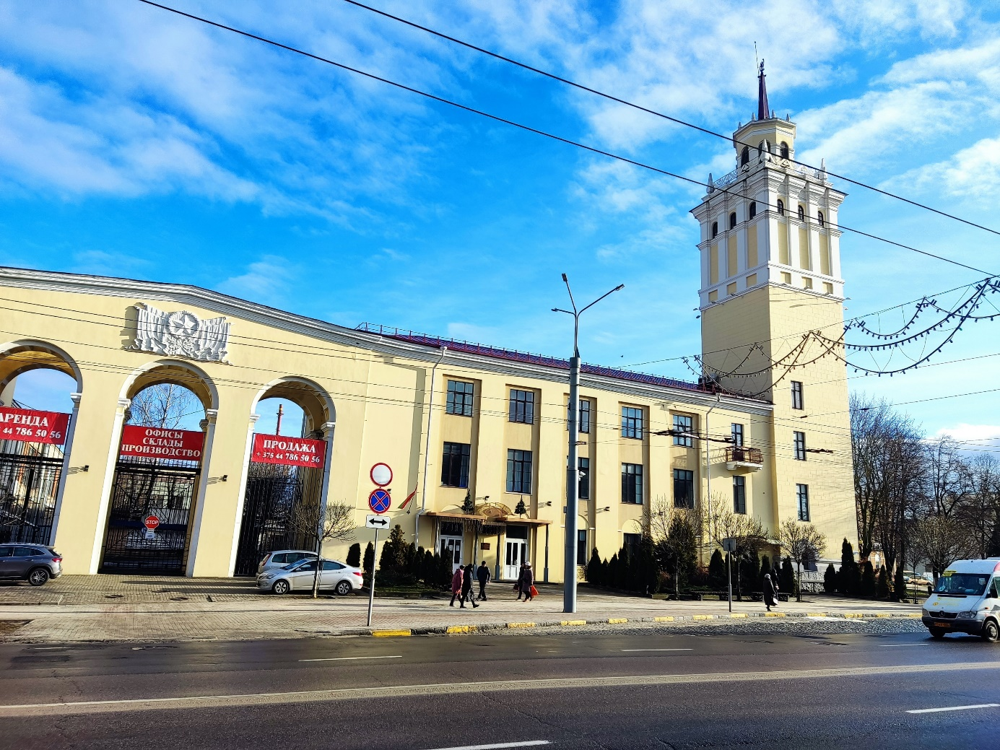 АРЕНДА
44 786 50 56
ОФИСЫ
СКЛАДЫ
ПРОИЗВОДСТВО
ПРОДАЖА
+ 375 44 786 50 56
STOP